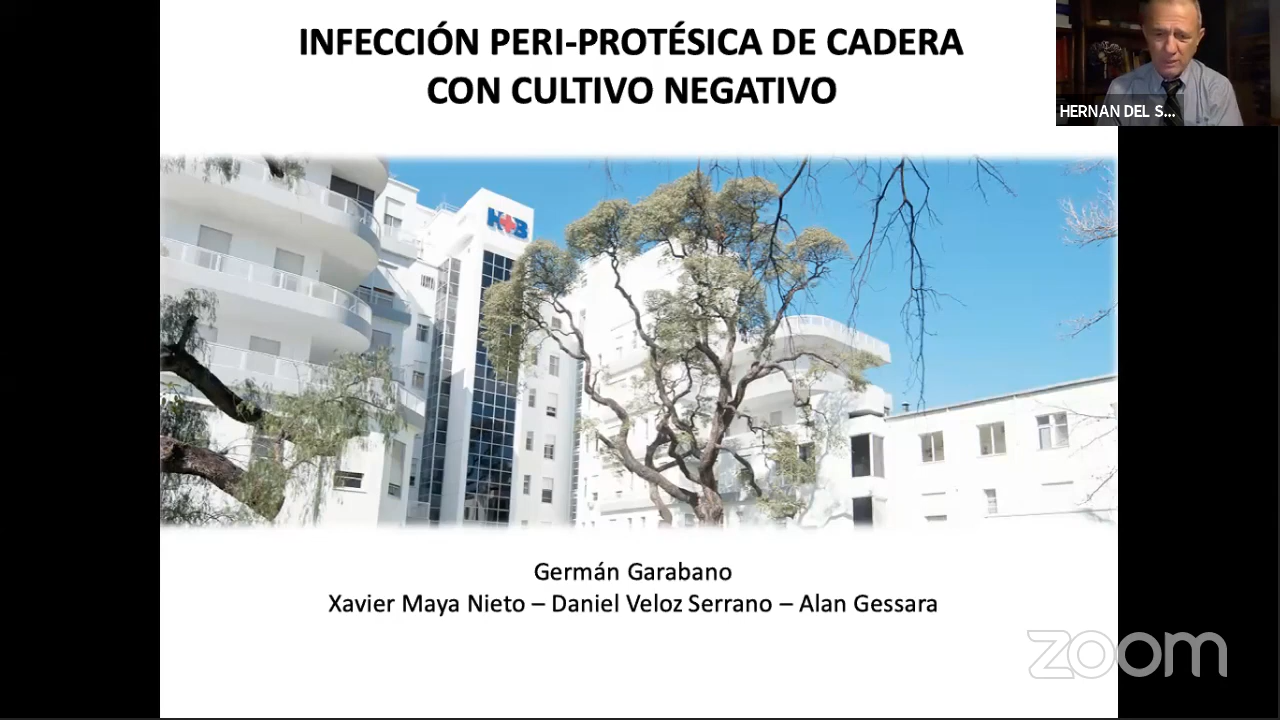 INFECCIÓN PERI-PROTÉSICA DE CADERA
CON CULTIVO NEGATIVO
HERNAN DEL S...
H+B
Germán Garabano
Xavier Maya Nieto – Daniel Veloz Serrano – Alan Gessara
zoom